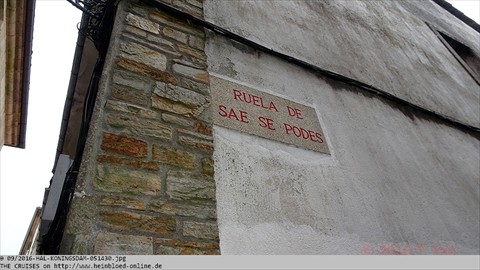 RUELA DE
SAE SE PODES
® 09/2016-HAL-KONINGSDAM-051430.jpg
THE CRUISES on http://www.heinbloed-online.de